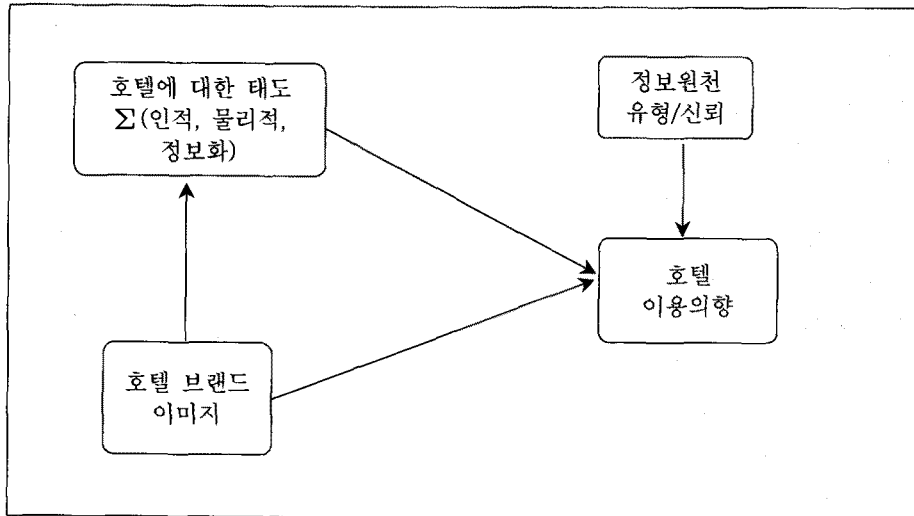 호텔에 대한 태도
∑(인적, 물리적,
정보화)
정보원천
유형/신뢰
호텔
이용의향
호텔 브랜드
이미지